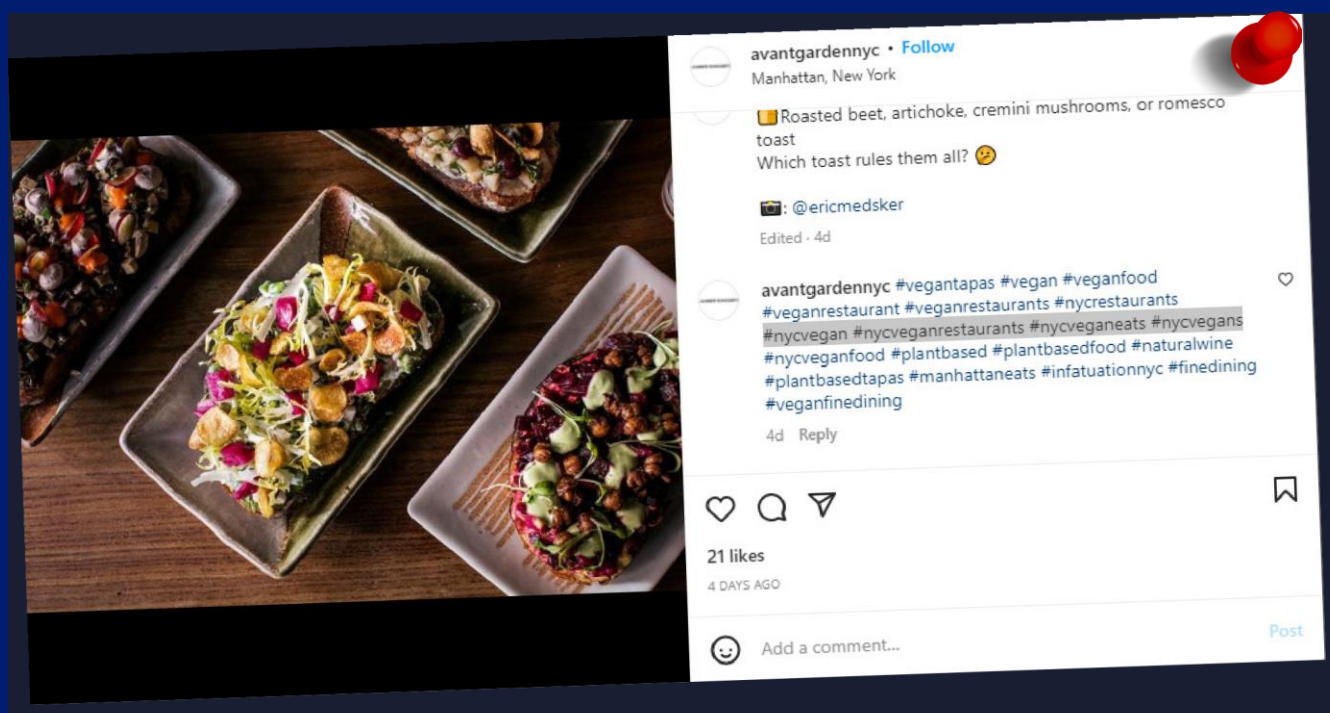 avantgardennyc • Follow
Manhattan, New York
Roasted beet, artichoke, cremini mushrooms, or romesco
toast
Which toast rules them all? 🤔
📷: @ericmedsker
Edited · 4d
avantgardennyc #vegantapas #vegan #veganfood
#veganrestaurant #veganrestaurants #nycrestaurants
#nycvegan #nycveganrestaurants #nycveganeats #nycvegans
#nycveganfood #plantbased #plantbasedfood #naturalwine
#plantbasedtapas #manhattaneats #infatuationnyc #finedining
#veganfinedining
4d Reply
21 likes
4 DAYS AGO
Add a comment...
Post